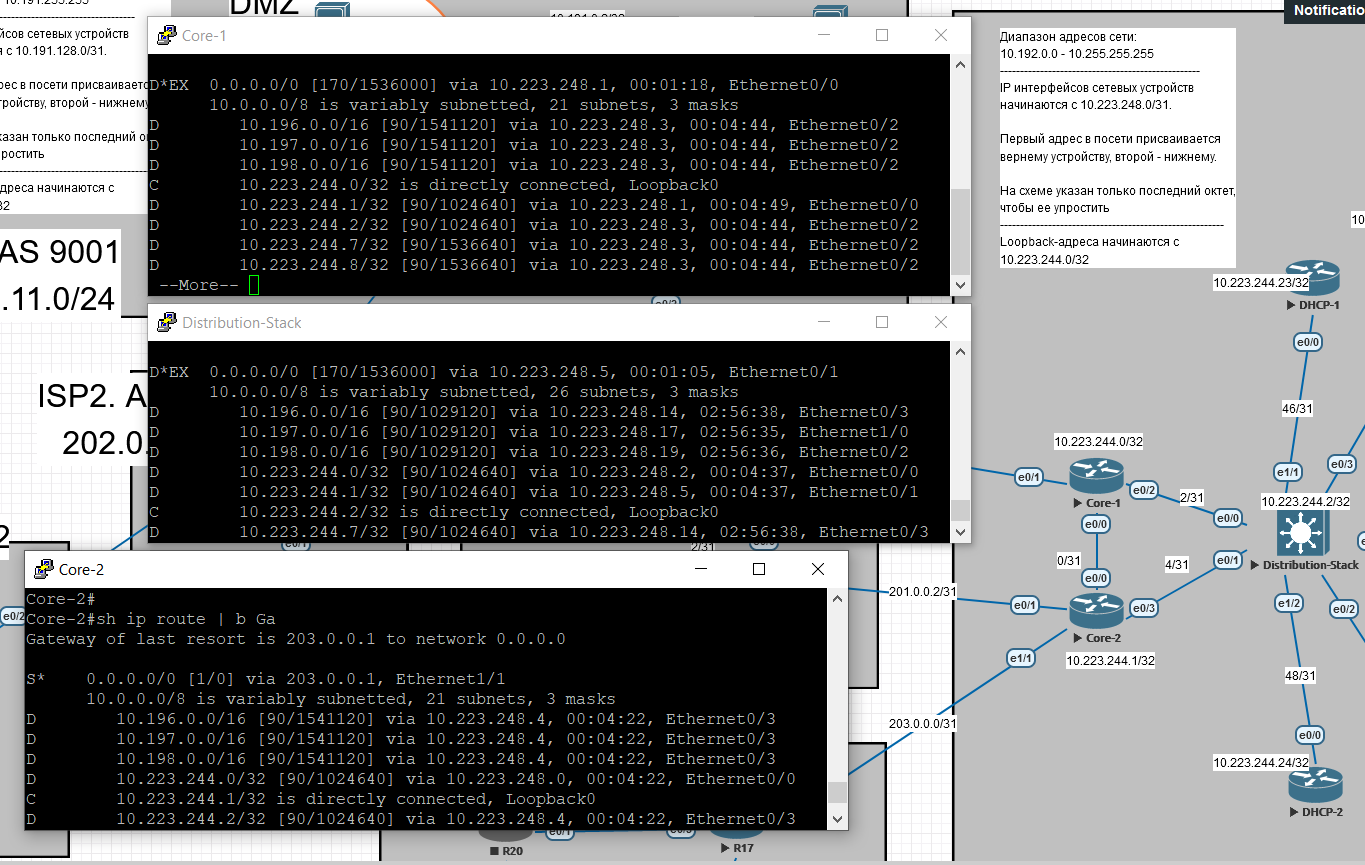 10.191.255.255
DMZ
10.191.0.2/32
Notificatio
йсов сетевых устройств
я с 10.191.128.0/31.
рес в посети присваивается
тройству, второй - нижнему
указан только последний ок
простить
адреса начинаются с
32
AS 9001
.11.0/24
ISP2. A
202.0.
2
Core-1
D*EX  0.0.0.0/0 [170/1536000] via 10.223.248.1, 00:01:18, Ethernet0/0
10.0.0.0/8 is variably subnetted, 21 subnets, 3 masks
D        10.196.0.0/16 [90/1541120] via 10.223.248.3, 00:04:44, Ethernet0/2
D        10.197.0.0/16 [90/1541120] via 10.223.248.3, 00:04:44, Ethernet0/2
D        10.198.0.0/16 [90/1541120] via 10.223.248.3, 00:04:44, Ethernet0/2
C        10.223.244.0/32 is directly connected, Loopback0
D        10.223.244.1/32 [90/1024640] via 10.223.248.1, 00:04:49, Ethernet0/0
D        10.223.244.2/32 [90/1024640] via 10.223.248.3, 00:04:44, Ethernet0/2
D        10.223.244.7/32 [90/1536640] via 10.223.248.3, 00:04:44, Ethernet0/2
D        10.223.244.8/32 [90/1536640] via 10.223.248.3, 00:04:44, Ethernet0/2
--More--
e0/2
Distribution-Stack
D*EX  0.0.0.0/0 [170/1536000] via 10.223.248.5, 00:01:05, Ethernet0/1
10.0.0.0/8 is variably subnetted, 26 subnets, 3 masks
D        10.196.0.0/16 [90/1029120] via 10.223.248.14, 02:56:38, Ethernet0/3
D        10.197.0.0/16 [90/1029120] via 10.223.248.17, 02:56:35, Ethernet1/0
D        10.198.0.0/16 [90/1029120] via 10.223.248.19, 02:56:36, Ethernet0/2
D        10.223.244.0/32 [90/1024640] via 10.223.248.2, 00:04:37, Ethernet0/0
D        10.223.244.1/32 [90/1024640] via 10.223.248.5, 00:04:37, Ethernet0/1
C        10.223.244.2/32 is directly connected, Loopback0
D        10.223.244.7/32 [90/1024640] via 10.223.248.14, 02:56:38, Ethernet0/3
e0/1
2/31
Core-2
Core-2#
Core-2#sh ip route | b Ga
Gateway of last resort is 203.0.0.1 to network 0.0.0.0
S*    0.0.0.0/0 [1/0] via 203.0.0.1, Ethernet1/1
10.0.0.0/8 is variably subnetted, 21 subnets, 3 masks
D        10.196.0.0/16 [90/1541120] via 10.223.248.4, 00:04:22, Ethernet0/3
D        10.197.0.0/16 [90/1541120] via 10.223.248.4, 00:04:22, Ethernet0/3
D        10.198.0.0/16 [90/1541120] via 10.223.248.4, 00:04:22, Ethernet0/3
D        10.223.244.0/32 [90/1024640] via 10.223.248.0, 00:04:22, Ethernet0/0
C        10.223.244.1/32 is directly connected, Loopback0
D        10.223.244.2/32 [90/1024640] via 10.223.248.4, 00:04:22, Ethernet0/3
e0/2
e0/1
R20
R17
Диапазон адресов сети:
10.192.0.0 - 10.255.255.255
IP интерфейсов сетевых устройств
начинаются с 10.223.248.0/31.
Первый адрес в посети присваивается
вернему устройству, второй - нижнему.
На схеме указан только последний октет,
чтобы ее упростить
Loopback-адреса начинаются с
10.223.244.0/32
10
10.223.244.23/32
DHCP-1
e0/0
46/31
10.223.244.0/32
e0/1
Core-1
e0/2
2/31
e1/1
e0/3
10.223.244.2/32
e0/0
e0/0
0/31
4/31
e0/1
Distribution-Stack
e0/0
201.0.0.2/31
e0/1
e0/3
e1/2
e0/2
Core-2
e1/1
10.223.244.1/32
48/31
203.0.0.0/31
e0/0
10.223.244.24/32
DHCP-2